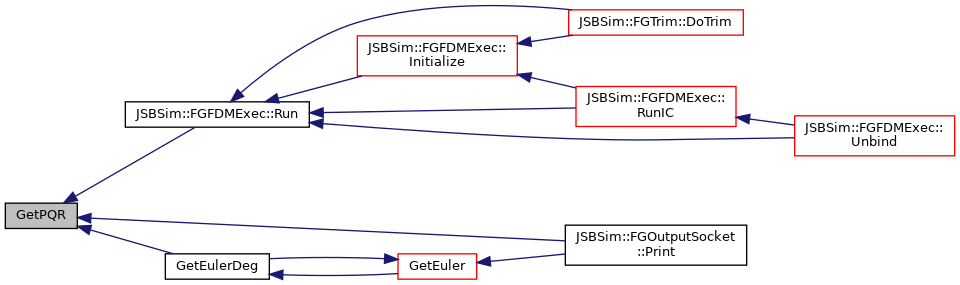 JSBSim::FGTrim::DoTrim
JSBSim::FGFDMExec::
Initialize
JSBSim::FGFDMExec::
RunIC
JSBSim::FGFDMExec::Run
JSBSim::FGFDMExec::
Unbind
GetPQR
JSBSim::FGOutputSocket
::Print
GetEulerDeg
GetEuler